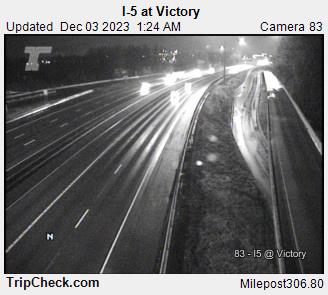 I-5 at Victory
Updated Dec 03 2023 1:24 AM Camera 83
T
N
83 - I5 @ Victory
TripCheck.com Milepost306.80